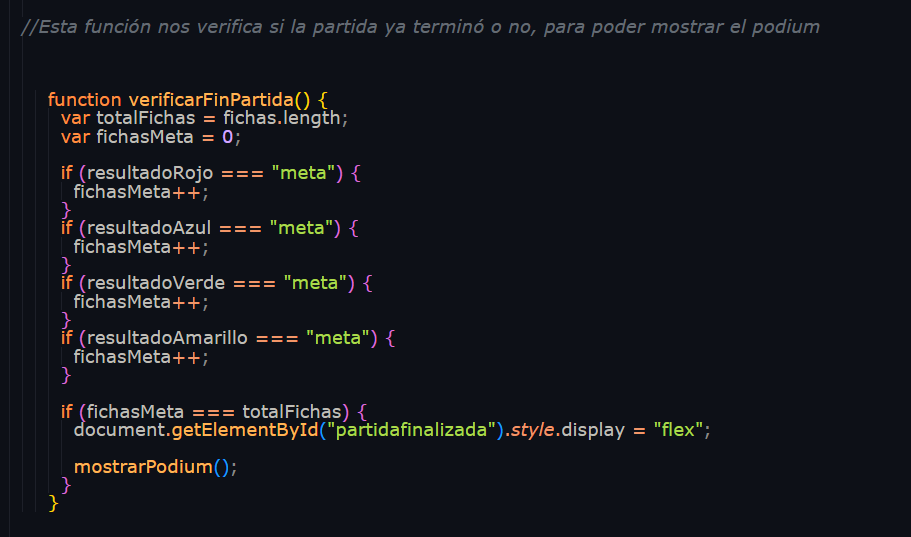 //Esta función nos verifica si la partida ya terminó o no, para poder mostrar el podium
function verificarFinPartida() {
var totalFichas = fichas.length;
var fichasMeta = 0;
if (resultadoRojo === "meta") {
fichasMeta++;
}
if (resultadoAzul === "meta") {
fichasMeta++;
}
if (resultadoVerde === "meta") {
fichasMeta++;
}
if (resultadoAmarillo === "meta") {
fichasMeta++;
}
if (fichasMeta === totalFichas) {
document.getElementById("partidafinalizada").style.display = "flex";
mostrarPodium();
}
}